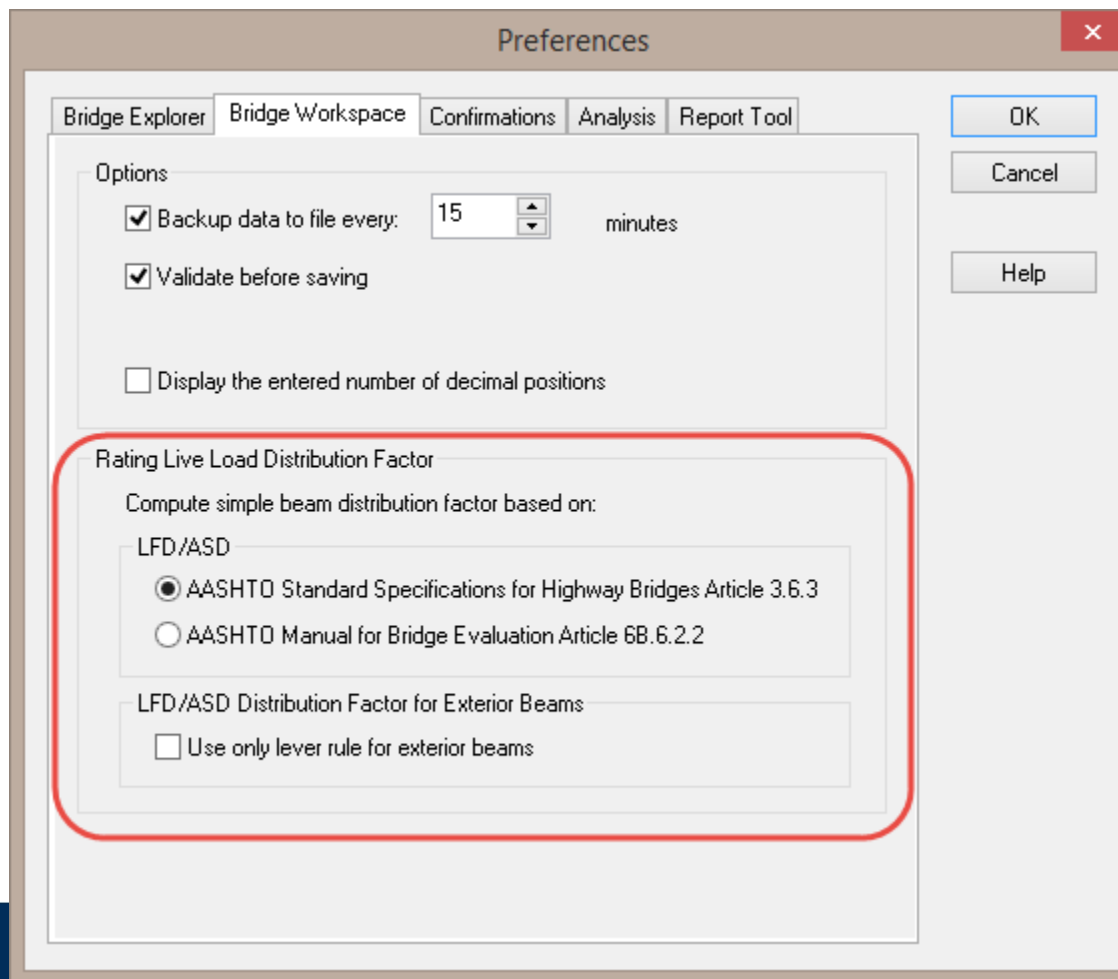 Preferences
Bridge Explorer Bridge Workspace Confirmations Analysis Report Tool
OK
Cancel
Help
Options
Backup data to file every: 15 minutes
Validate before saving
Display the entered number of decimal positions
Rating Live Load Distribution Factor
Compute simple beam distribution factor based on:
LFD/ASD
AASHTO Standard Specifications for Highway Bridges Article 3.6.3
AASHTO Manual for Bridge Evaluation Article 6B.6.2.2
LFD/ASD Distribution Factor for Exterior Beams
Use only lever rule for exterior beams